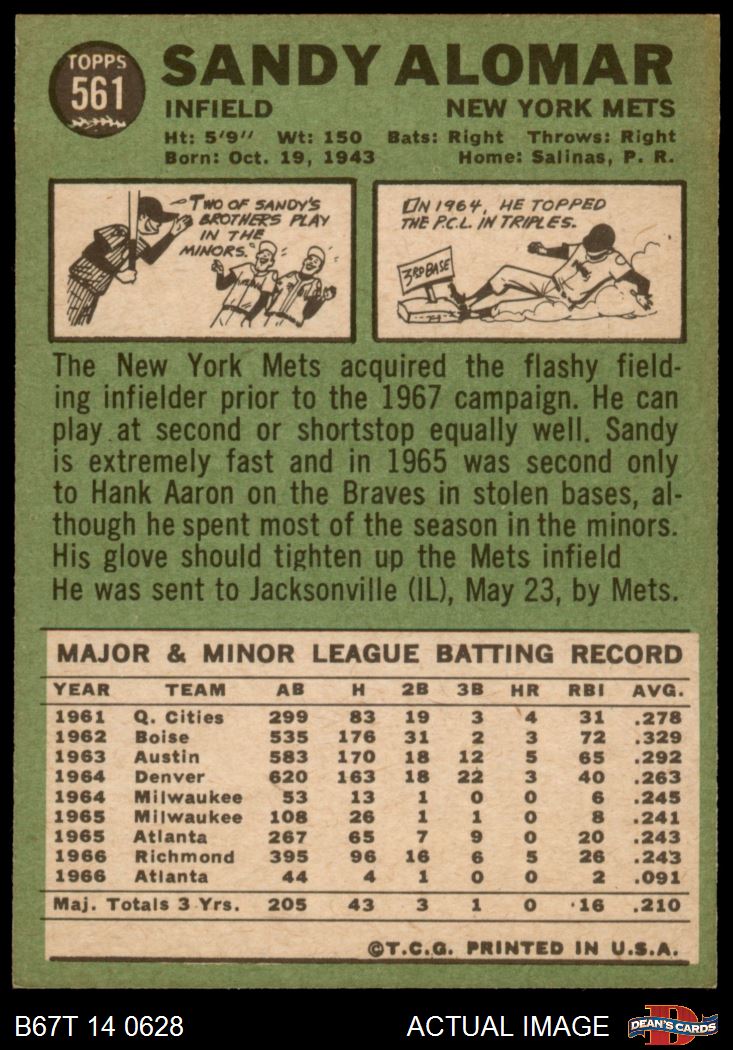 TOPPS
561
SANDY ALOMAR
INFIELD NEW YORK METS
Ht: 5'9" Wt: 150 Bats: Right Throws: Right
Born: Oct. 19, 1943 Home: Salinas, P. R.
TWO OF SANDY'S
BROTHERS PLAY
IN THE
MINORS."
IN 1964, HE TOPPED
THE P.C.L. IN TRIPLES.
3RD BASE
The New York Mets acquired the flashy field-
ing infielder prior to the 1967 campaign. He can
play at second or shortstop equally well. Sandy
is extremely fast and in 1965 was second only
to Hank Aaron on the Braves in stolen bases, al-
though he spent most of the season in the minors.
His glove should tighten up the Mets infield
He was sent to Jacksonville (IL), May 23, by Mets.
MAJOR & MINOR LEAGUE BATTING RECORD
YEAR TEAM AB H 2B 3B HR RBI AVG.
1961 Q. Cities 299 83 19 3 4 31 .278
1962 Boise 535 176 31 2 3 72 .329
1963 Austin 583 170 18 12 5 65 .292
1964 Denver 620 163 18 22 3 40 .263
1964 Milwaukee 53 13 1 0 0 6 .245
1965 Milwaukee 108 26 1 1 0 8 .241
1965 Atlanta 267 65 7 9 0 20 .243
1966 Richmond 395 96 16 6 5 26 .243
1966 Atlanta 44 4 1 0 0 2 .091
Maj. Totals 3 Yrs. 205 43 3 1 0 16 .210
©T.C.G. PRINTED IN U.S.A.
B67T 14 0628 ACTUAL IMAGE
D
DEAN'S CARDS